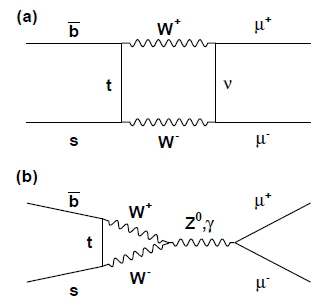 (a)
b̅ W⁺ μ⁺
t ν
s W⁻ μ⁻
(b)
b̅ W⁺ Z⁰,γ μ⁺
t
s W⁻ μ⁻